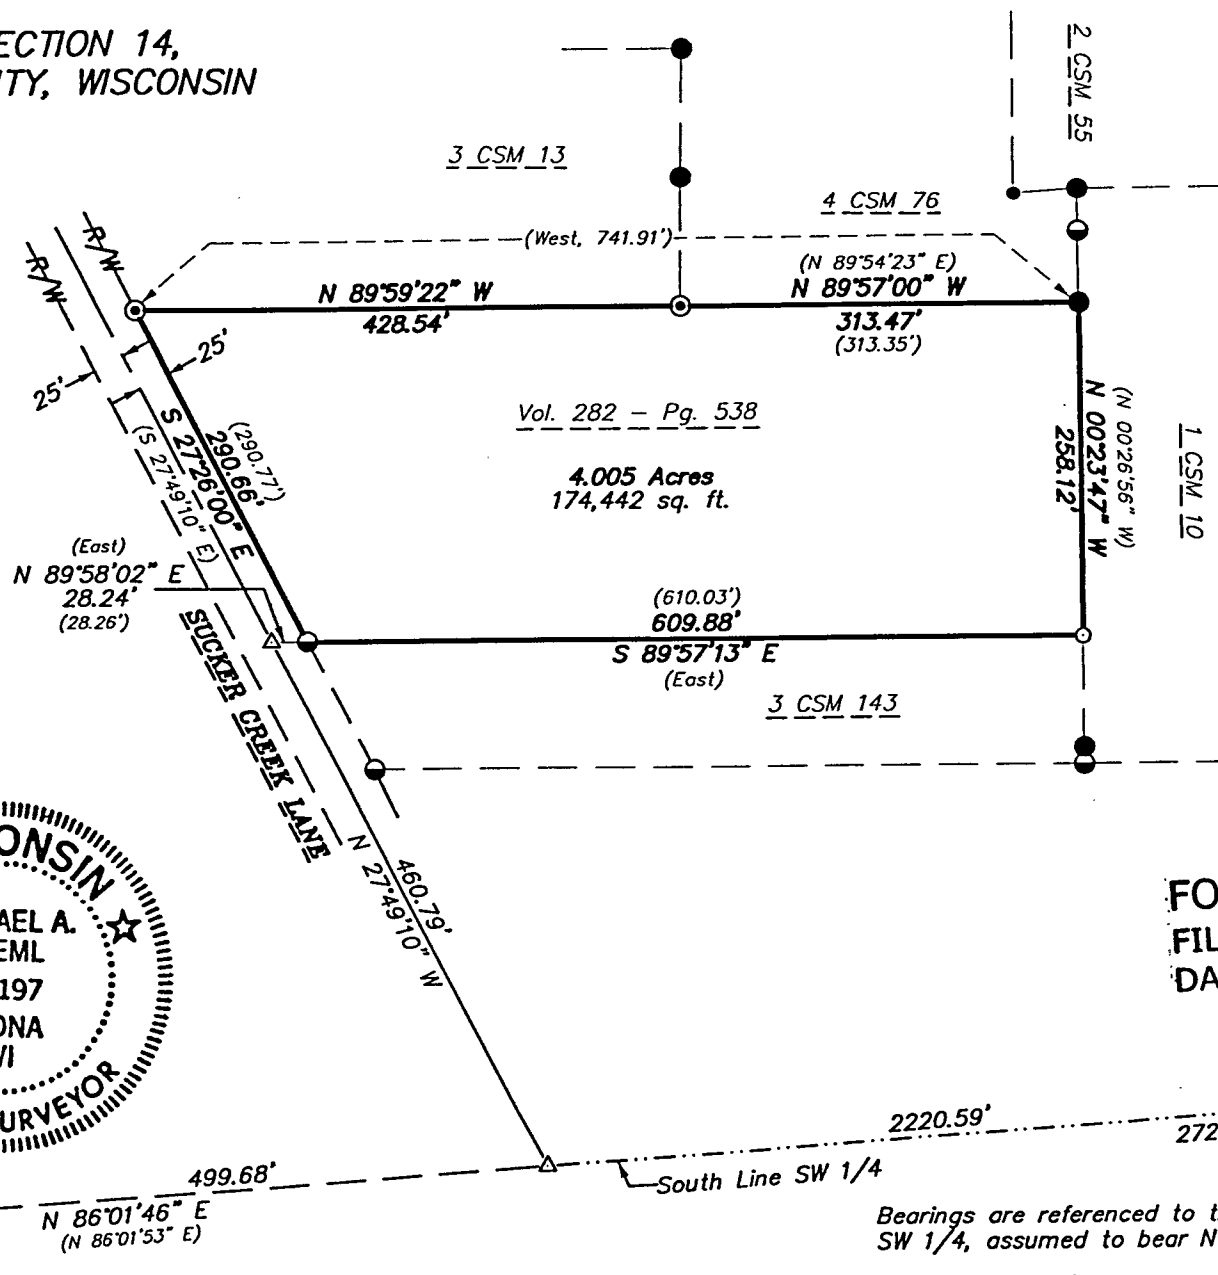 ECTION 14,
TY, WISCONSIN
2 CSM 55
3 CSM 13
4 CSM 76
(West, 741.91')
R/W
R/W
(N 89°54'23" E)
N 89°59'22" W
N 89°57'00" W
428.54'
313.47'
(313.35')
25'
25'
Vol. 282 – Pg. 538
4.005 Acres
174,442 sq. ft.
(N 00°26'56" W)
N 00°23'47" W
258.12'
1 CSM 10
(290.77')
290.66'
S 27°26'00" E
(S 27°49'10" E)
(East)
N 89°58'02" E
28.24'
(28.26')
(610.03')
609.88'
S 89°57'13" E
(East)
3 CSM 143
SUCKER CREEK LANE
460.79'
N 27°49'10" W
ONSIN
AEL A.
EML
197
ONA
WI
URVEYOR
FO
FIL
DA
2220.59'
272
499.68'
South Line SW 1/4
N 86°01'46" E
(N 86°01'53" E)
Bearings are referenced to t
SW 1/4, assumed to bear N